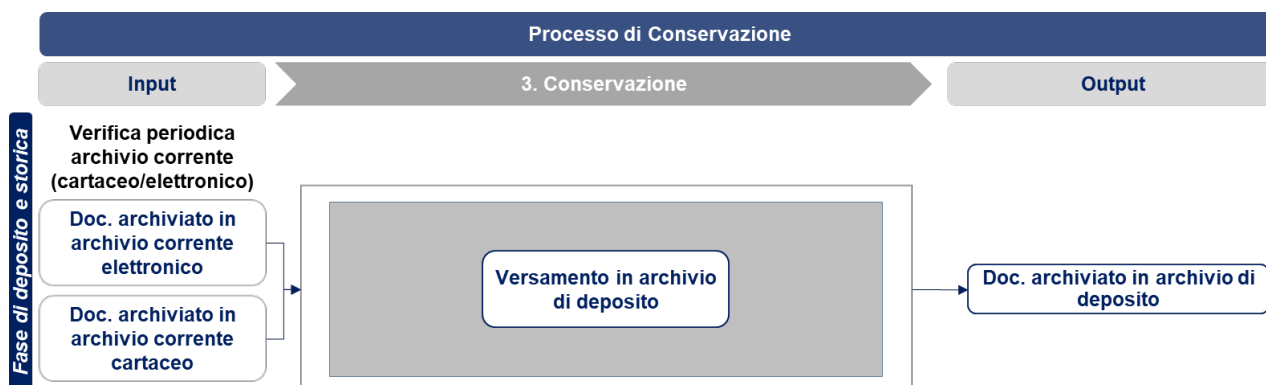 Processo di Conservazione
Input
3. Conservazione
Output
Fase di deposito e storica
Verifica periodica
archivio corrente
(cartaceo/elettronico)
Doc. archiviato in
archivio corrente
elettronico
Doc. archiviato in
archivio corrente
cartaceo
Versamento in archivio
di deposito
Doc. archiviato in archivio di
deposito